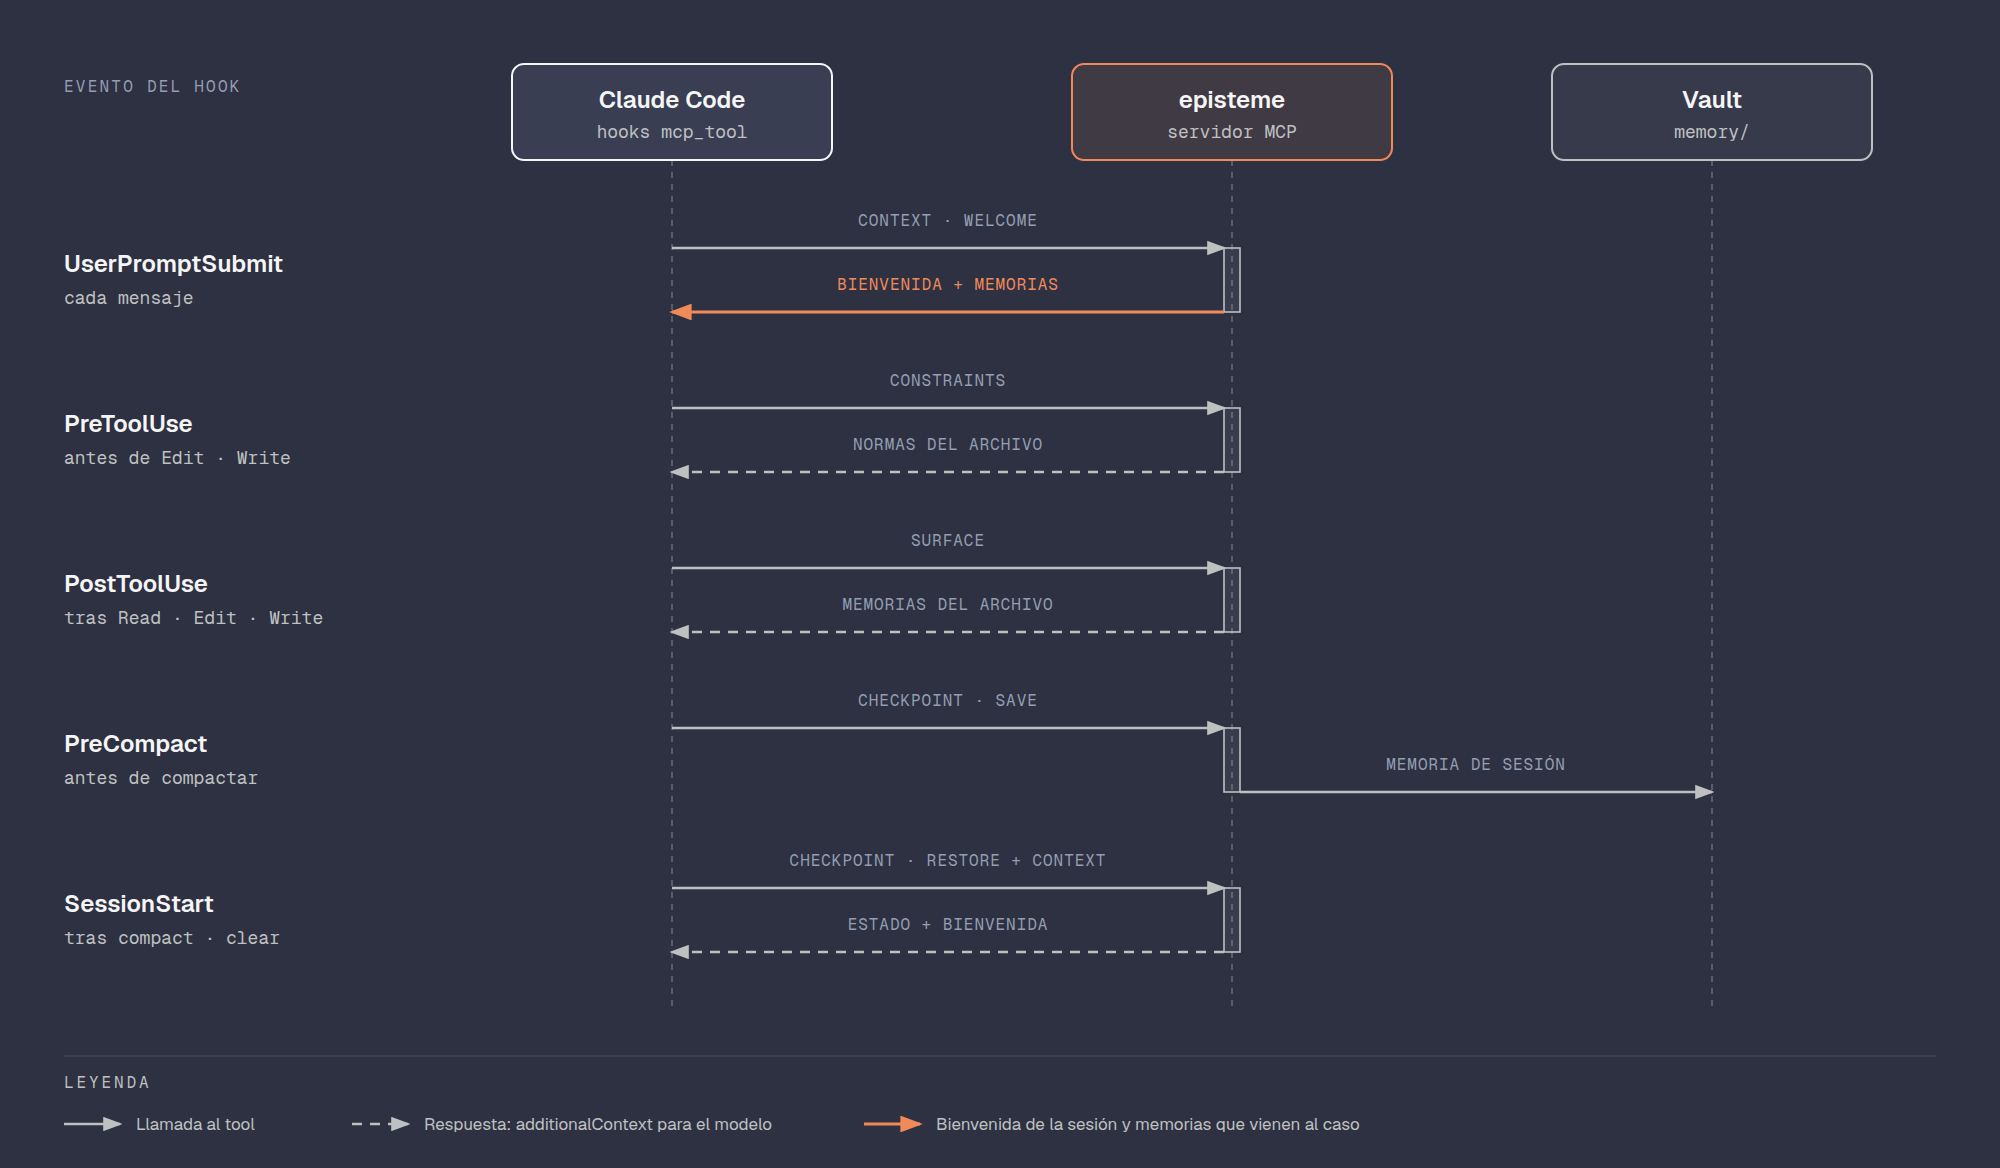 EVENTO DEL HOOK
Claude Code
hooks mcp_tool
episteme
servidor MCP
Vault
memory/
CONTEXT · WELCOME
UserPromptSubmit
cada mensaje
BIENVENIDA + MEMORIAS
CONSTRAINTS
PreToolUse
antes de Edit · Write
NORMAS DEL ARCHIVO
SURFACE
PostToolUse
tras Read · Edit · Write
MEMORIAS DEL ARCHIVO
CHECKPOINT · SAVE
PreCompact
antes de compactar
MEMORIA DE SESIÓN
CHECKPOINT · RESTORE + CONTEXT
SessionStart
tras compact · clear
ESTADO + BIENVENIDA
LEYENDA
Llamada al tool
Respuesta: additionalContext para el modelo
Bienvenida de la sesión y memorias que vienen al caso